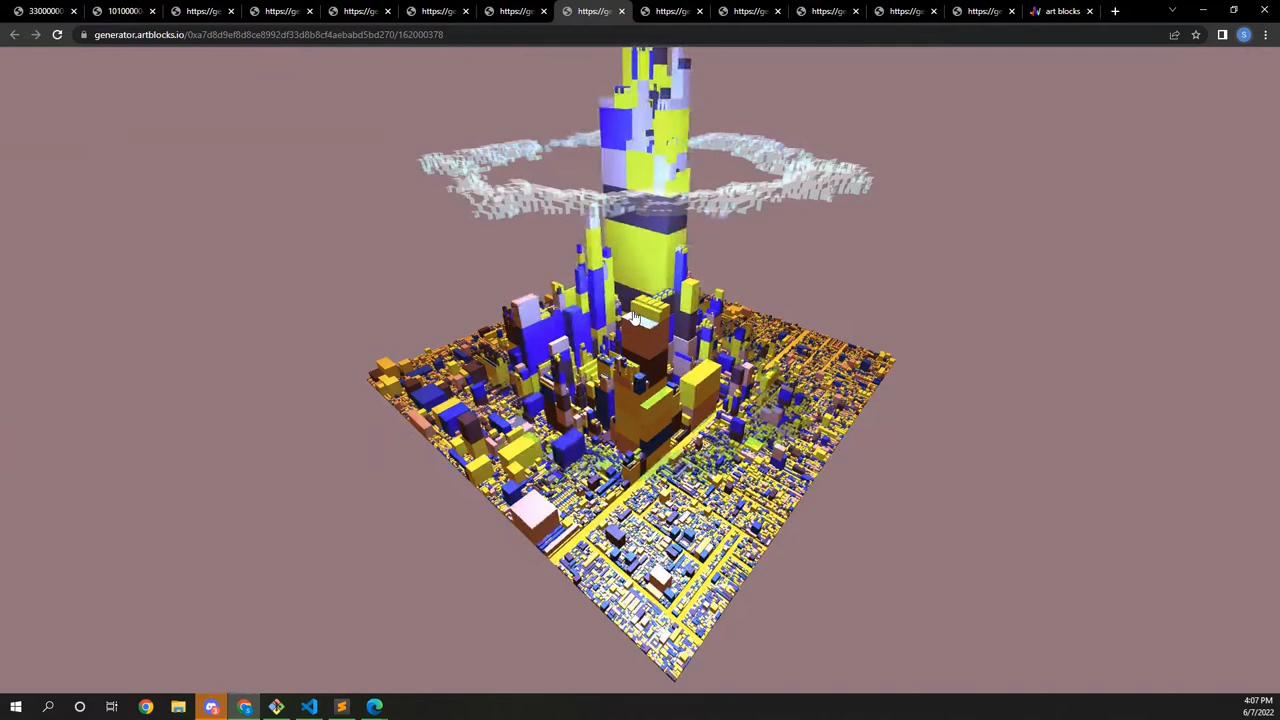 33000000
10100000
https://ge
https://ge
https://ge
https://ge
https://ge
https://ge
https://ge
https://ge
https://ge
https://ge
https://ge
art blocks
generator.artblocks.io/0xa7d8d9ef8d8ce8992df33d8b8cf4aebabd5bd270/162000378
S
4:07 PM
6/7/2022